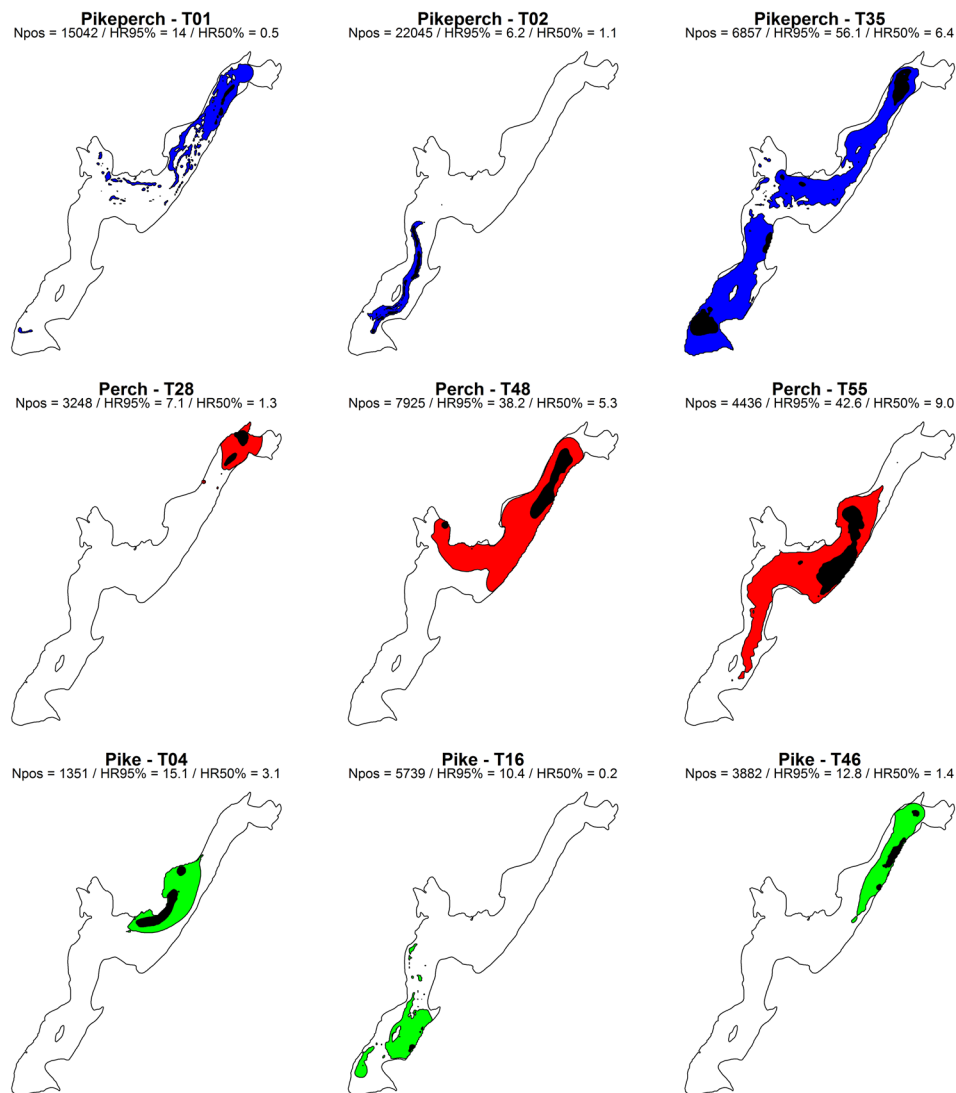 Pikeperch - T01
Npos = 15042 / HR95% = 14 / HR50% = 0.5
Pikeperch - T02
Npos = 22045 / HR95% = 6.2 / HR50% = 1.1
Pikeperch - T35
Npos = 6857 / HR95% = 56.1 / HR50% = 6.4
Perch - T28
Npos = 3248 / HR95% = 7.1 / HR50% = 1.3
Perch - T48
Npos = 7925 / HR95% = 38.2 / HR50% = 5.3
Perch - T55
Npos = 4436 / HR95% = 42.6 / HR50% = 9.0
Pike - T04
Npos = 1351 / HR95% = 15.1 / HR50% = 3.1
Pike - T16
Npos = 5739 / HR95% = 10.4 / HR50% = 0.2
Pike - T46
Npos = 3882 / HR95% = 12.8 / HR50% = 1.4